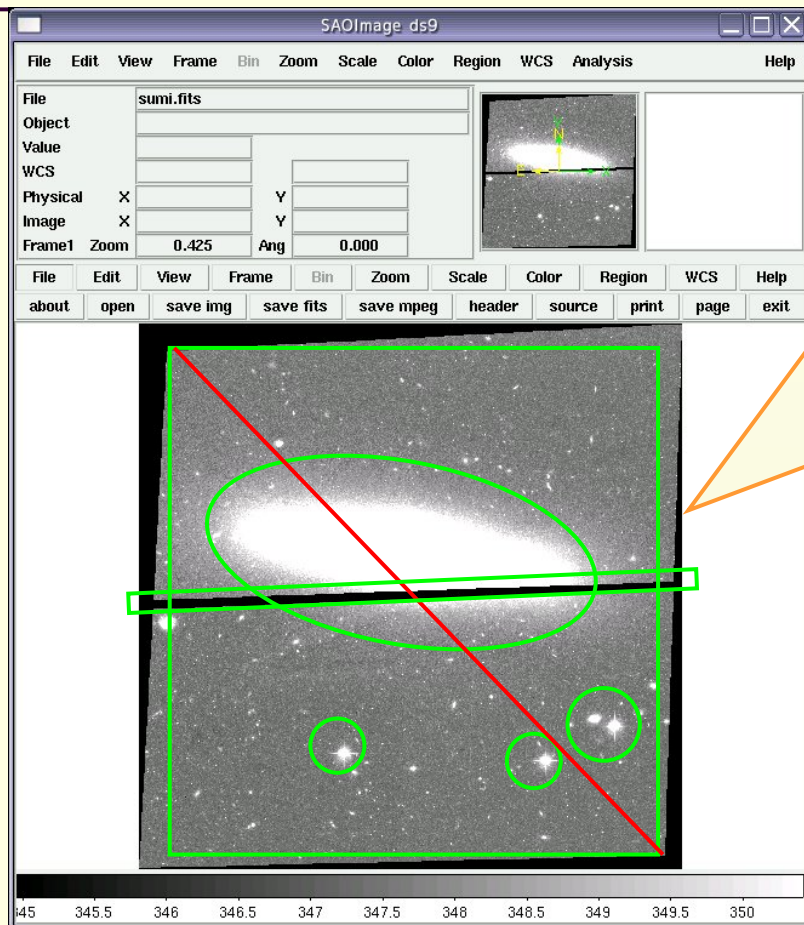 SAOImage ds9
File Edit View Frame Bin Zoom Scale Color Region WCS Analysis Help
File sumi.fits
Object
Value
WCS
Physical X Y
Image X Y
Frame1 Zoom 0.425 Ang 0.000
Y
N
E X
File Edit View Frame Bin Zoom Scale Color Region WCS Help
about open save img save fits save mpeg header source print page exit
345.5 346 346.5 347 347.5 348 348.5 349 349.5 350